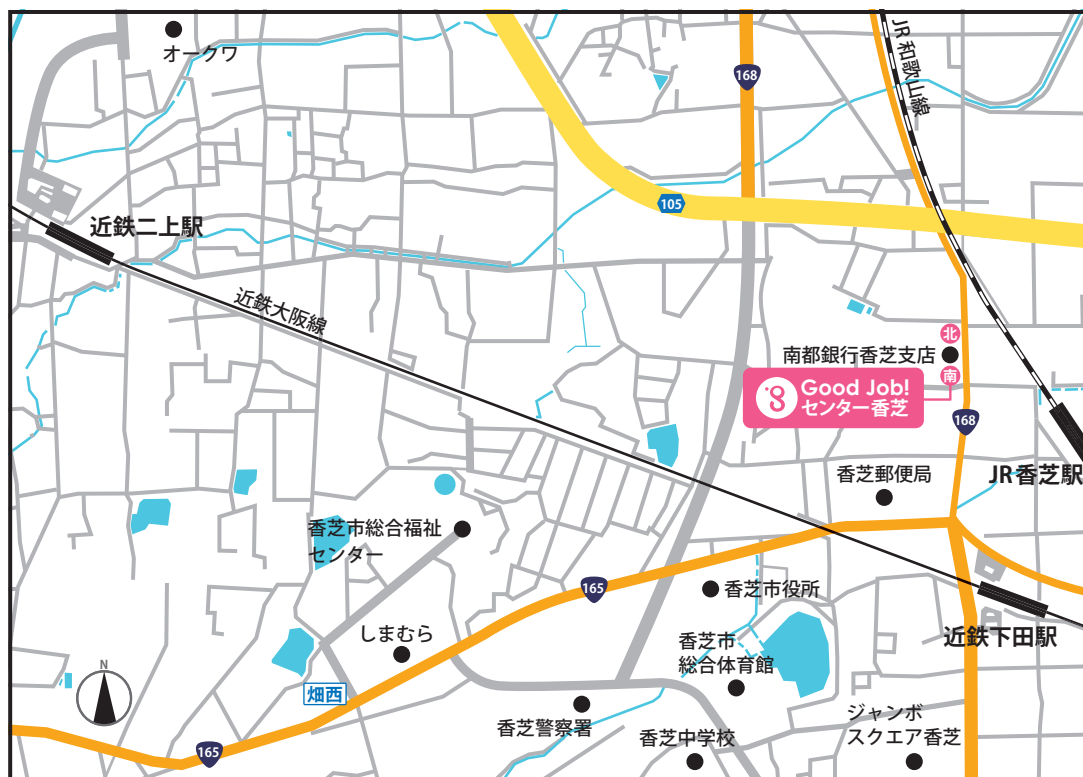 オークワ
168
JR和歌山線
105
近鉄二上駅
近鉄大阪線
北
南都銀行香芝支店
南
Good Job!
センター香芝
168
香芝郵便局
JR香芝駅
香芝市総合福祉
センター
165
香芝市役所
しまむら
香芝市
総合体育館
近鉄下田駅
N
畑西
香芝警察署
香芝中学校
ジャンボ
スクエア香芝
165